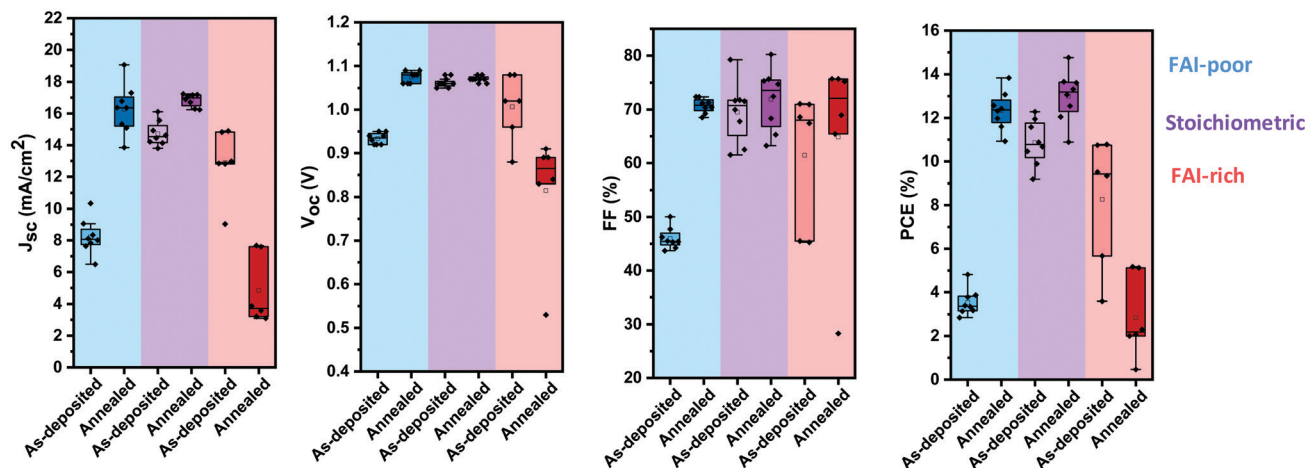 22
20
18
16
14
12
10
8
6
4
2
0
J_SC (mA/cm²)
As-deposited
Annealed
As-deposited
Annealed
As-deposited
Annealed
1.2
1.1
1.0
0.9
0.8
0.7
0.6
0.5
0.4
V_OC (V)
As-deposited
Annealed
As-deposited
Annealed
As-deposited
Annealed
90
80
70
60
50
40
30
20
FF (%)
As-deposited
Annealed
As-deposited
Annealed
As-deposited
Annealed
16
14
12
10
8
6
4
2
0
PCE (%)
As-deposited
Annealed
As-deposited
Annealed
As-deposited
Annealed
FAI-poor
Stoichiometric
FAI-rich